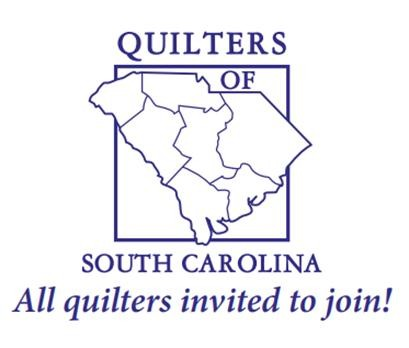 QUILTERS
OF
SOUTH CAROLINA
All quilters invited to join!